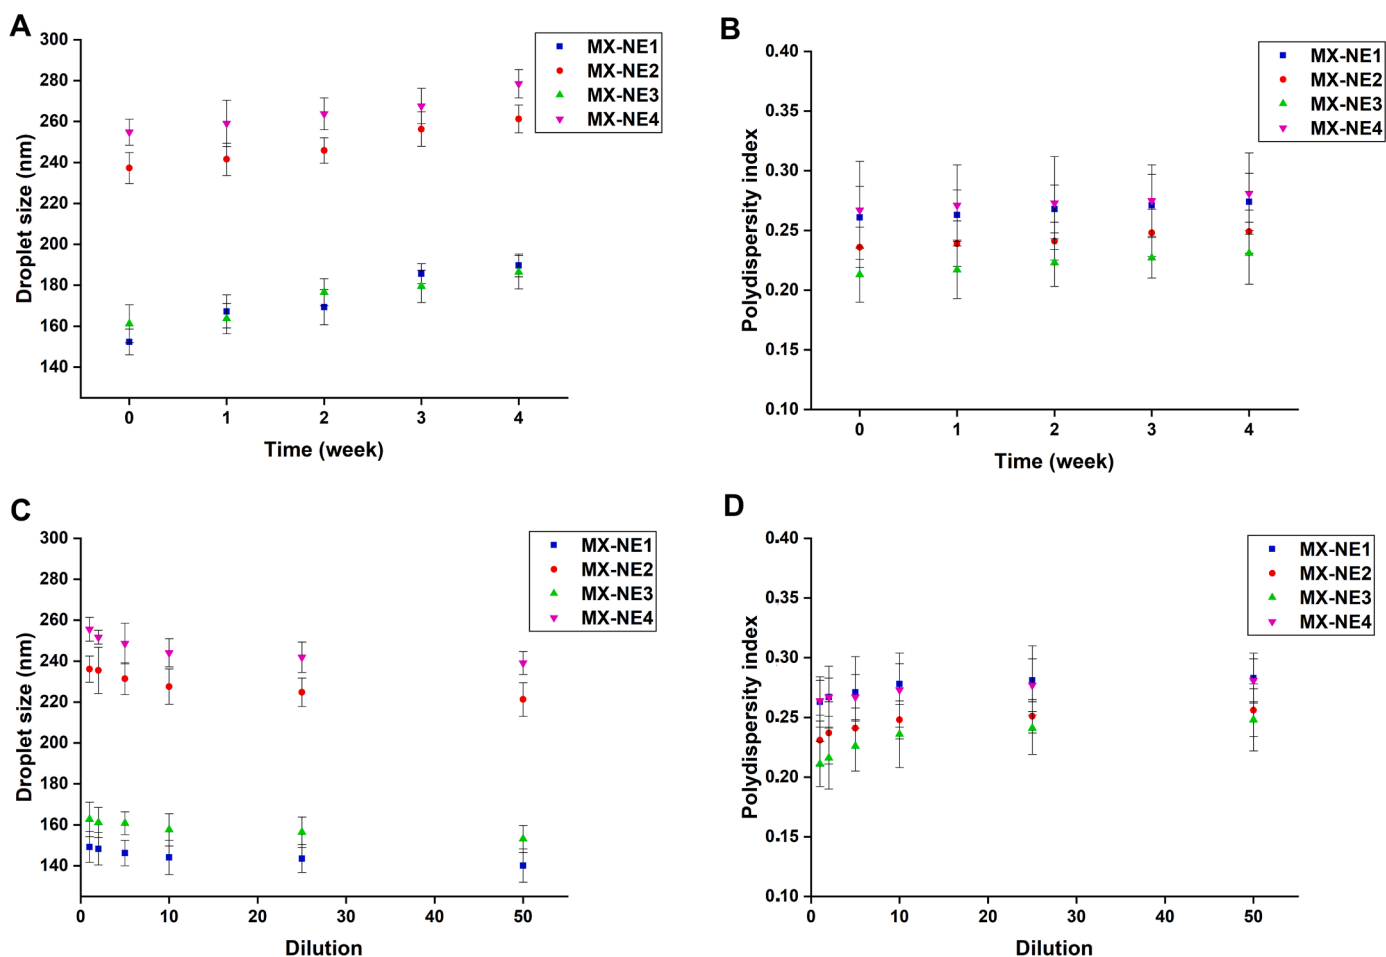 A
300
280
260
240
220
200
180
160
140
Droplet size (nm)
0 1 2 3 4
Time (week)
MX-NE1
MX-NE2
MX-NE3
MX-NE4
B
0.40
0.35
0.30
0.25
0.20
0.15
0.10
Polydispersity index
0 1 2 3 4
Time (week)
MX-NE1
MX-NE2
MX-NE3
MX-NE4
C
300
280
260
240
220
200
180
160
140
Droplet size (nm)
0 10 20 30 40 50
Dilution
MX-NE1
MX-NE2
MX-NE3
MX-NE4
D
0.40
0.35
0.30
0.25
0.20
0.15
0.10
Polydispersity index
0 10 20 30 40 50
Dilution
MX-NE1
MX-NE2
MX-NE3
MX-NE4